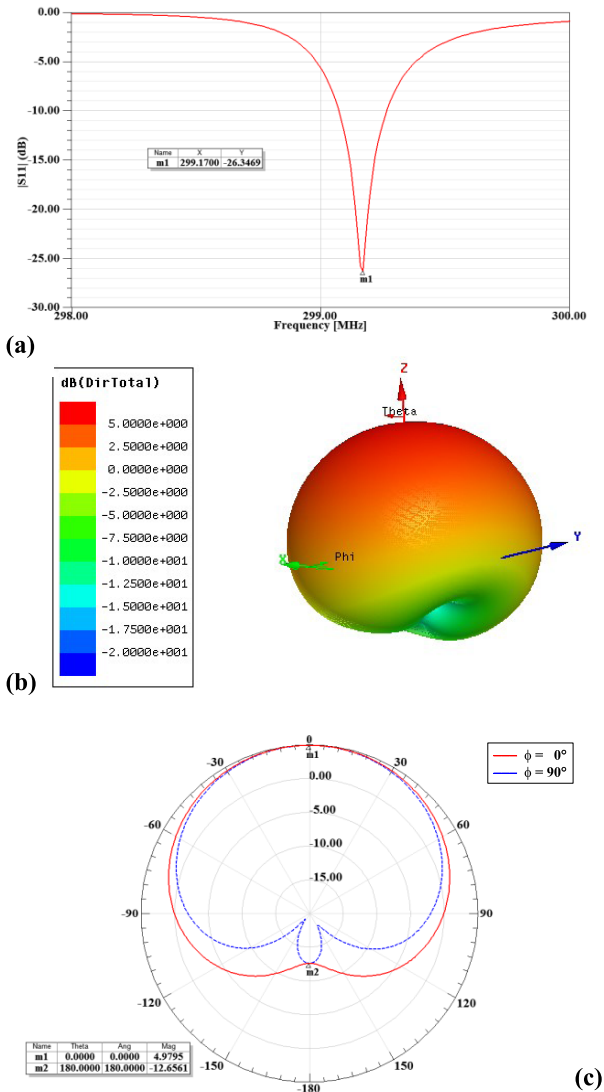 0.00
-5.00
-10.00
-15.00
-20.00
-25.00
-30.00
|S11| (dB)
Name X Y
m1 299.1700 -26.3469
m1
298.00 299.00 300.00
Frequency [MHz]
(a)
dB(DirTotal)
5.0000e+000
2.5000e+000
0.0000e+000
-2.5000e+000
-5.0000e+000
-7.5000e+000
-1.0000e+001
-1.2500e+001
-1.5000e+001
-1.7500e+001
-2.0000e+001
Z
Theta
Y
X
Phi
(b)
0
m1
-30 30
-60 60
-90 90
-120 120
-150 150
-180
0.00
-5.00
-10.00
-15.00
m2
ϕ = 0°
ϕ = 90°
Name Theta Ang Mag
m1 0.0000 0.0000 4.9795
m2 180.0000 180.0000 -12.6561
(c)